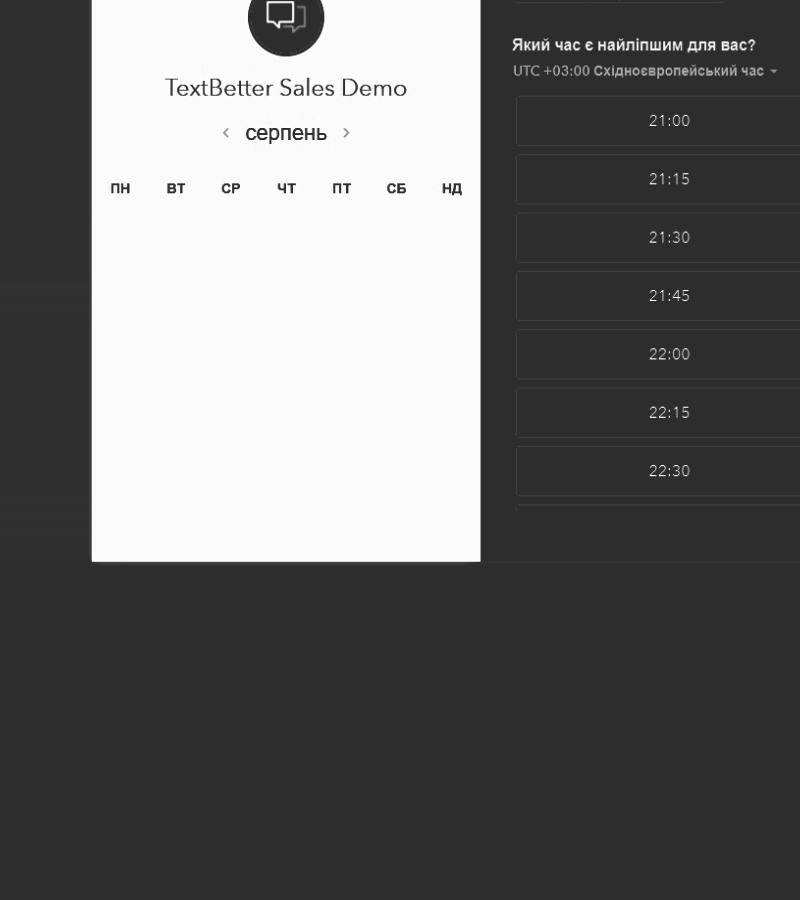 TextBetter Sales Demo
серпень
ПН ВТ СР ЧТ ПТ СБ НД
Який час є найліпшим для вас?
UTC +03:00 Східноєвропейський час
21:00
21:15
21:30
21:45
22:00
22:15
22:30